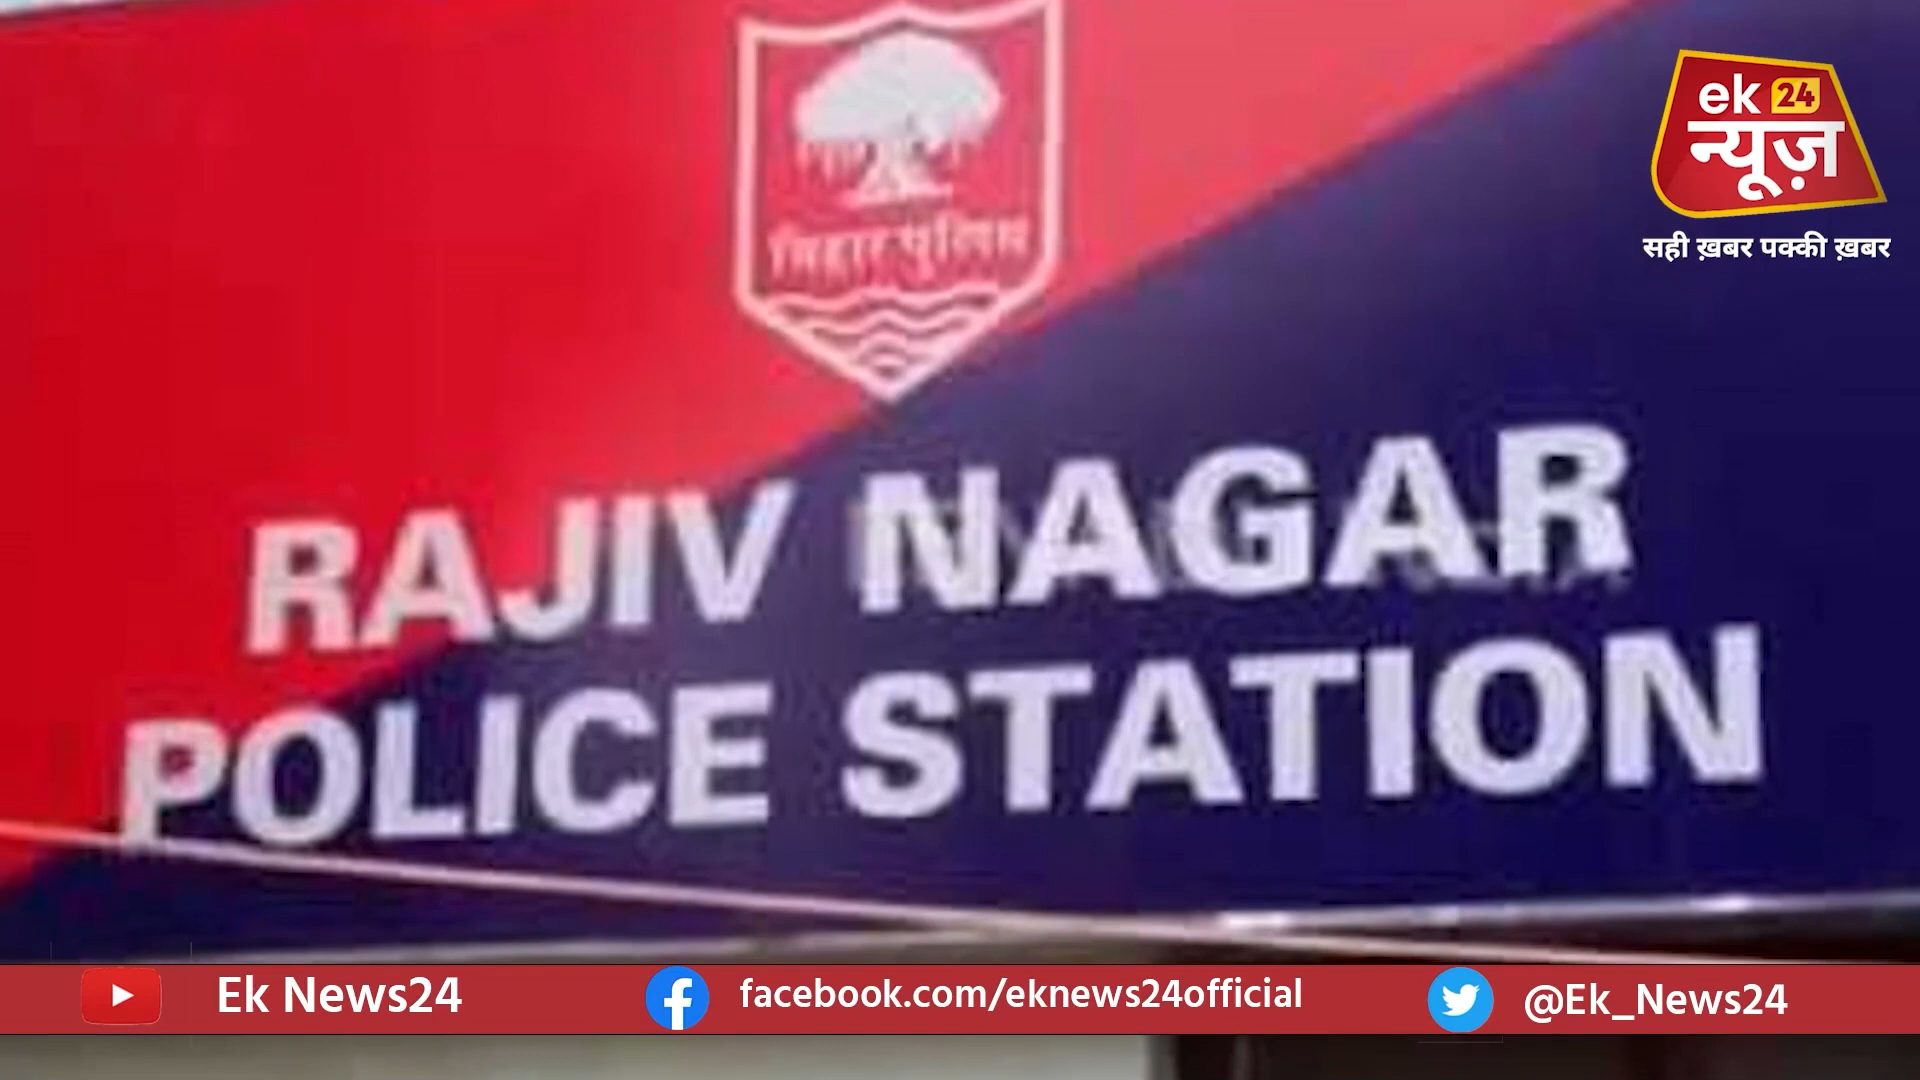 बिहार पुलिस
RAJIV NAGAR
POLICE STATION
ek 24
न्यूज़
सही ख़बर पक्की ख़बर
Ek News24
facebook.com/eknews24official
@Ek_News24